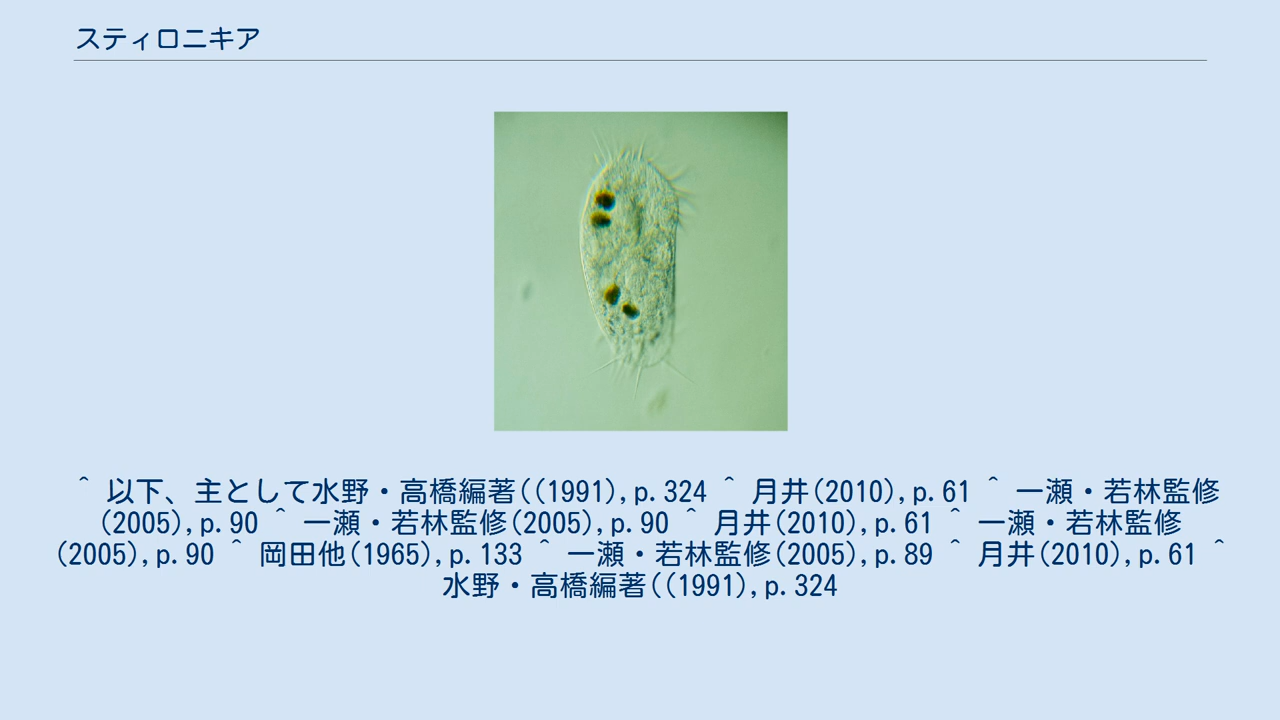 スティロニキア
^ 以下、主として水野・高橋編著((1991),p.324 ^ 月井(2010),p.61 ^ 一瀬・若林監修
(2005),p.90 ^ 一瀬・若林監修(2005),p.90 ^ 月井(2010),p.61 ^ 一瀬・若林監修
(2005),p.90 ^ 岡田他(1965),p.133 ^ 一瀬・若林監修(2005),p.89 ^ 月井(2010),p.61 ^
水野・高橋編著((1991),p.324